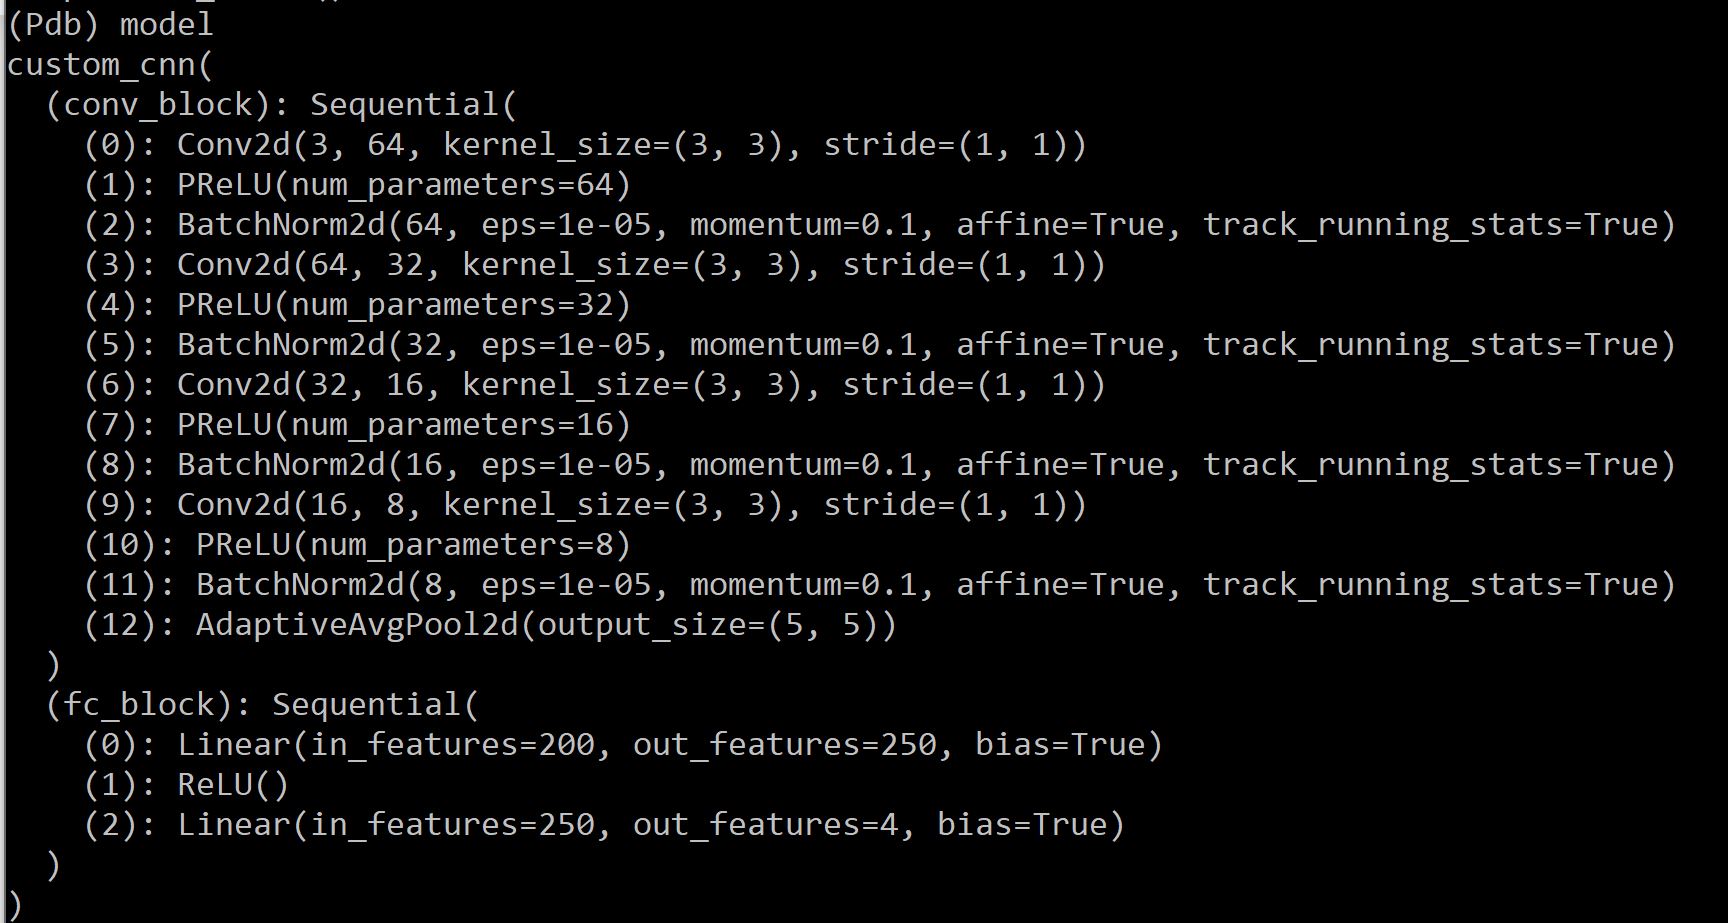 (Pdb) model
custom_cnn(
  (conv_block): Sequential(
    (0): Conv2d(3, 64, kernel_size=(3, 3), stride=(1, 1))
    (1): PReLU(num_parameters=64)
    (2): BatchNorm2d(64, eps=1e-05, momentum=0.1, affine=True, track_running_stats=True)
    (3): Conv2d(64, 32, kernel_size=(3, 3), stride=(1, 1))
    (4): PReLU(num_parameters=32)
    (5): BatchNorm2d(32, eps=1e-05, momentum=0.1, affine=True, track_running_stats=True)
    (6): Conv2d(32, 16, kernel_size=(3, 3), stride=(1, 1))
    (7): PReLU(num_parameters=16)
    (8): BatchNorm2d(16, eps=1e-05, momentum=0.1, affine=True, track_running_stats=True)
    (9): Conv2d(16, 8, kernel_size=(3, 3), stride=(1, 1))
    (10): PReLU(num_parameters=8)
    (11): BatchNorm2d(8, eps=1e-05, momentum=0.1, affine=True, track_running_stats=True)
    (12): AdaptiveAvgPool2d(output_size=(5, 5))
  )
  (fc_block): Sequential(
    (0): Linear(in_features=200, out_features=250, bias=True)
    (1): ReLU()
    (2): Linear(in_features=250, out_features=4, bias=True)
  )
)